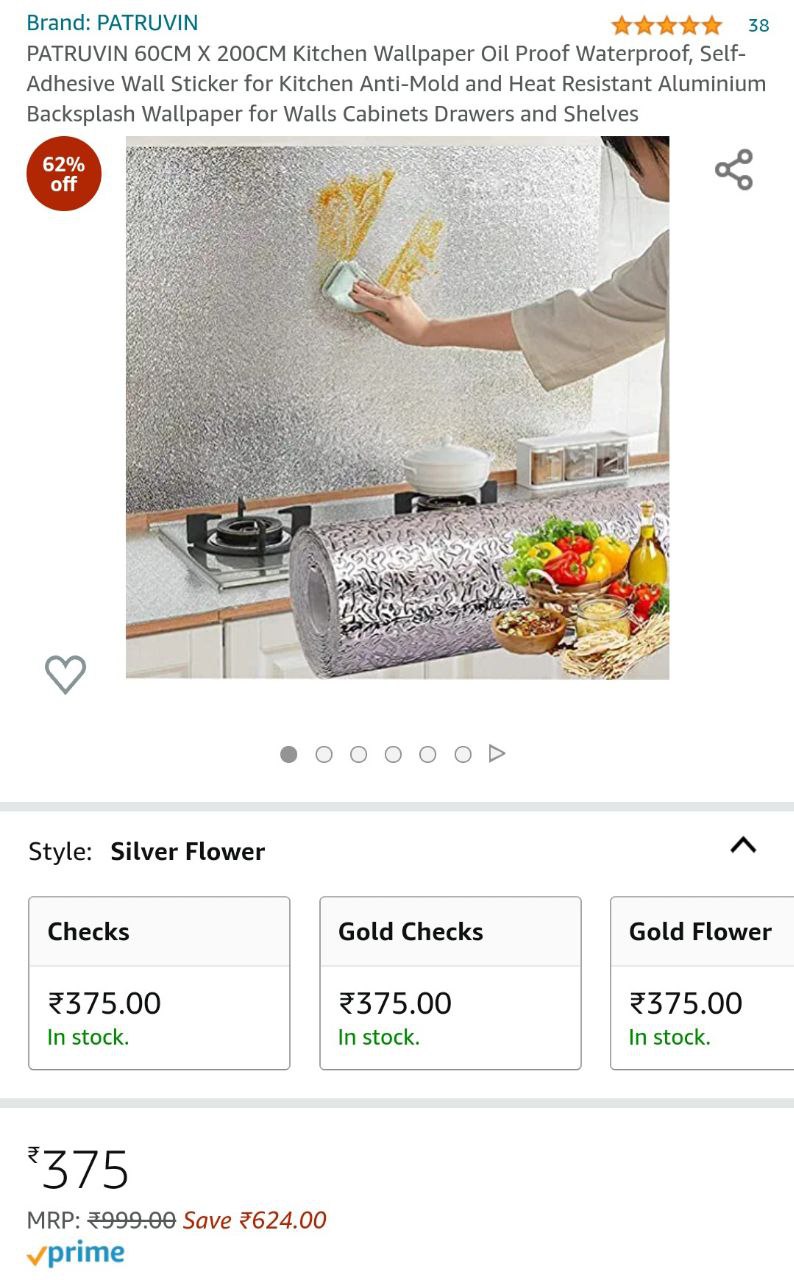 Brand: PATRUVIN
38
PATRUVIN 60CM X 200CM Kitchen Wallpaper Oil Proof Waterproof, Self-
Adhesive Wall Sticker for Kitchen Anti-Mold and Heat Resistant Aluminium
Backsplash Wallpaper for Walls Cabinets Drawers and Shelves
62%
off
Style: Silver Flower
Checks
₹375.00
In stock.
Gold Checks
₹375.00
In stock.
Gold Flower
₹375.00
In stock.
₹375
MRP: ₹999.00 Save ₹624.00
prime